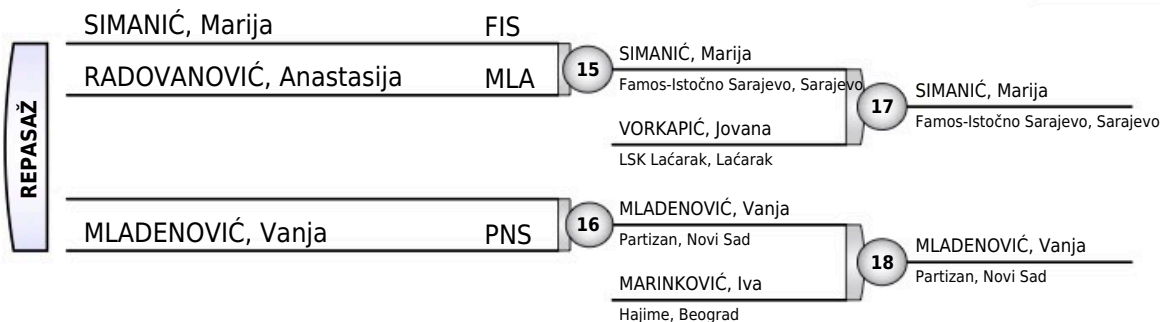 SIMANIĆ, Marija FIS
RADOVANOVIĆ, Anastasija MLA
15
SIMANIĆ, Marija
Famos-Istočno Sarajevo, Sarajevo
VORKAPIĆ, Jovana
LSK Laćarak, Laćarak
17
SIMANIĆ, Marija
Famos-Istočno Sarajevo, Sarajevo
REPASAŽ
MLADENOVIĆ, Vanja PNS
16
MLADENOVIĆ, Vanja
Partizan, Novi Sad
MARINKOVIĆ, Iva
Hajime, Beograd
18
MLADENOVIĆ, Vanja
Partizan, Novi Sad